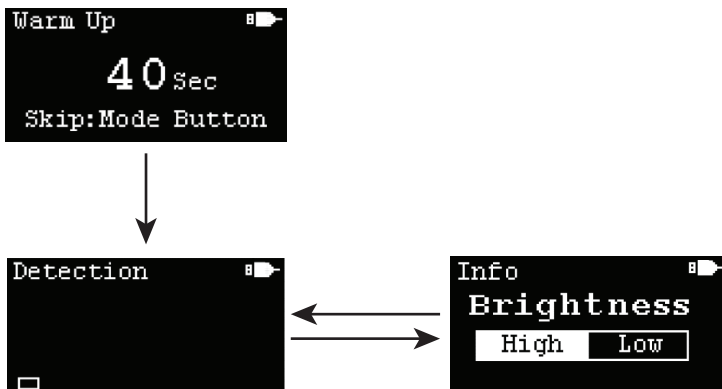 Warm Up
40 Sec
Skip:Mode Button
Detection
Info
Brightness
High Low